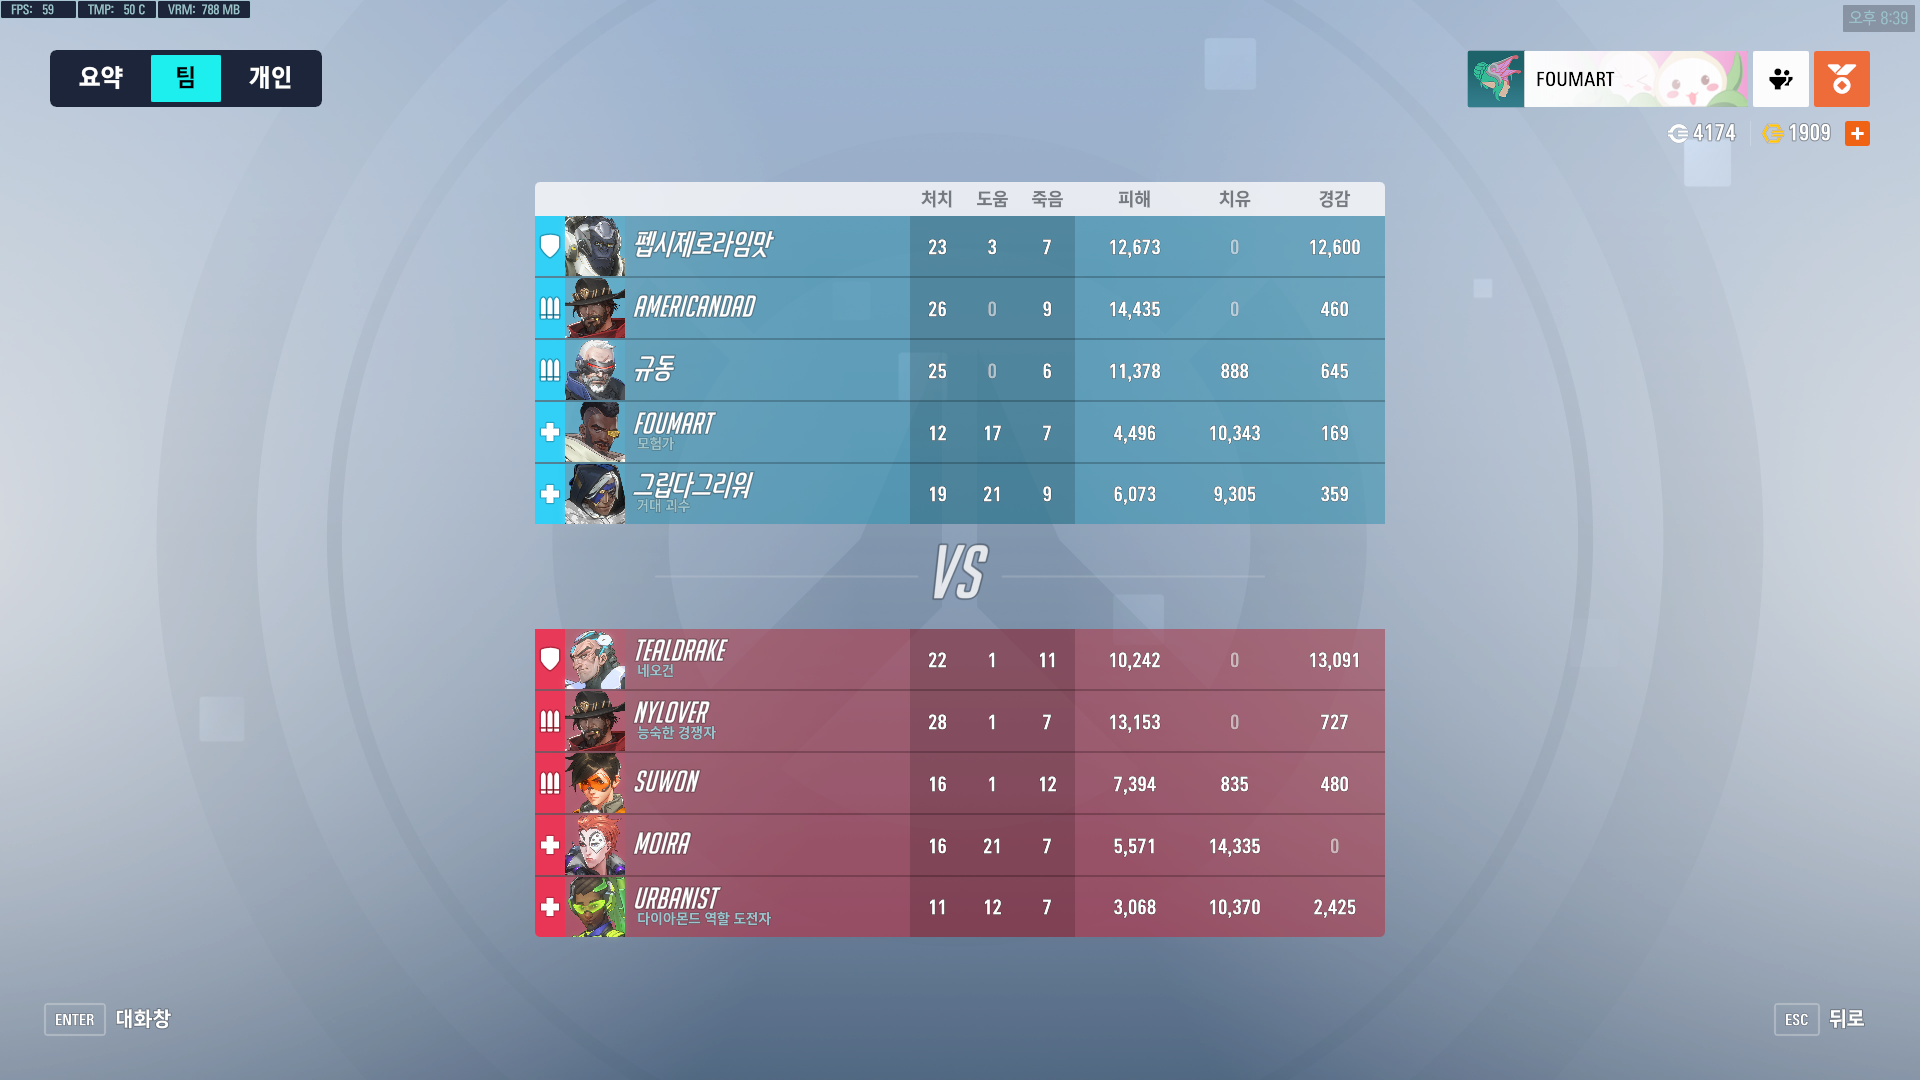 FPS: 59 TMP: 50 C VRM: 788 MB
오후 8:39
요약 팀 개인
FOUMART
4174 1909
처치 도움 죽음 피해 치유 경감
펩시제로라임맛 23 3 7 12,673 0 12,600
AMERICANDAD 26 0 9 14,435 0 460
규동 25 0 6 11,378 888 645
FOUMART 12 17 7 4,496 10,343 169
모험가
그립다그리워 19 21 9 6,073 9,305 359
거대 괴수
VS
TEALDRAKE 22 1 11 10,242 0 13,091
네오건
NYLOVER 28 1 7 13,153 0 727
능숙한 경쟁자
SUWON 16 1 12 7,394 835 480
MOIRA 16 21 7 5,571 14,335 0
URBANIST 11 12 7 3,068 10,370 2,425
다이아몬드 역할 도전자
ENTER 대화창
ESC 뒤로